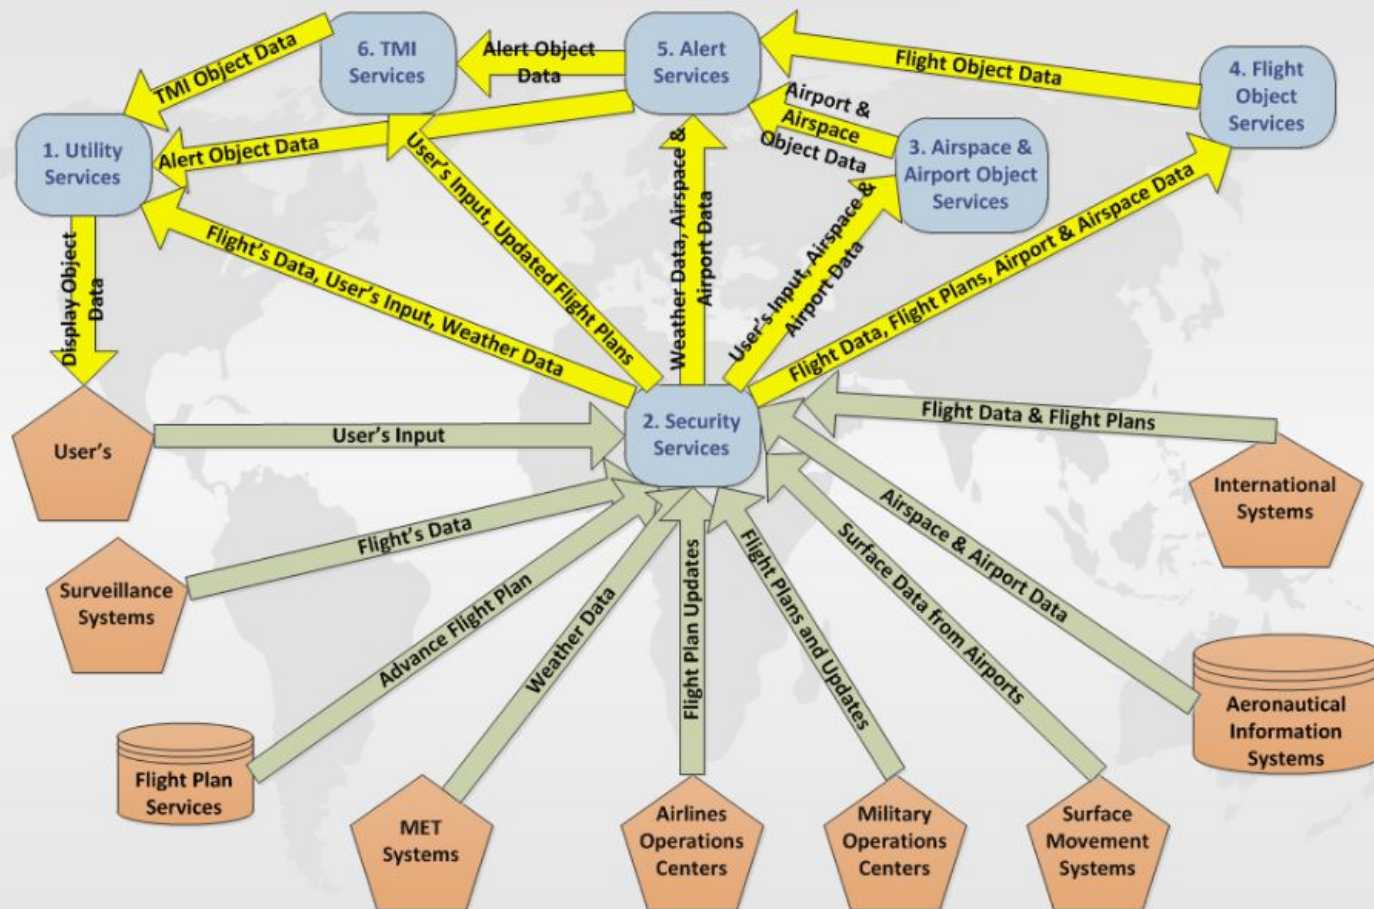 6. TMI
Services
5. Alert
Services
4. Flight
Object
Services
3. Airspace &
Airport Object
Services
1. Utility
Services
2. Security
Services
TMI Object Data
Alert Object
Data
Flight Object Data
Airport &
Airspace
Object Data
Alert Object Data
Display Object
Data
Flight's Data, User's Input, Weather Data
User's Input, Updated Flight Plans
Weather Data, Airspace &
Airport Data
User's Input, Airspace &
Airport Data
Flight Data, Flight Plans, Airport & Airspace Data
User's
User's Input
Flight Data & Flight Plans
International
Systems
Surveillance
Systems
Flight's Data
Airspace & Airport Data
Aeronautical
Information
Systems
Flight Plan
Services
Advance Flight Plan
MET
Systems
Weather Data
Airlines
Operations
Centers
Flight Plan Updates
Military
Operations
Centers
Flight Plans and Updates
Surface
Movement
Systems
Surface Data from Airports